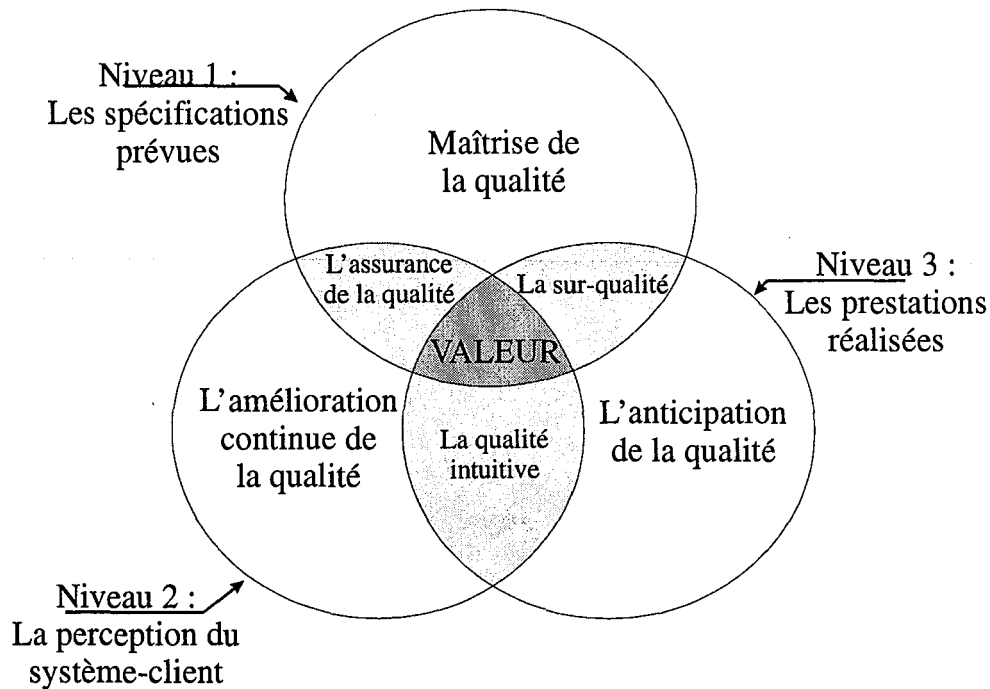 Niveau 1 :
Les spécifications
prévues
Maîtrise de
la qualité
L'assurance
de la qualité
La sur-qualité
Niveau 3 :
Les prestations
réalisées
VALEUR
L'amélioration
continue de
la qualité
La qualité
intuitive
L'anticipation
de la qualité
Niveau 2 :
La perception du
système-client